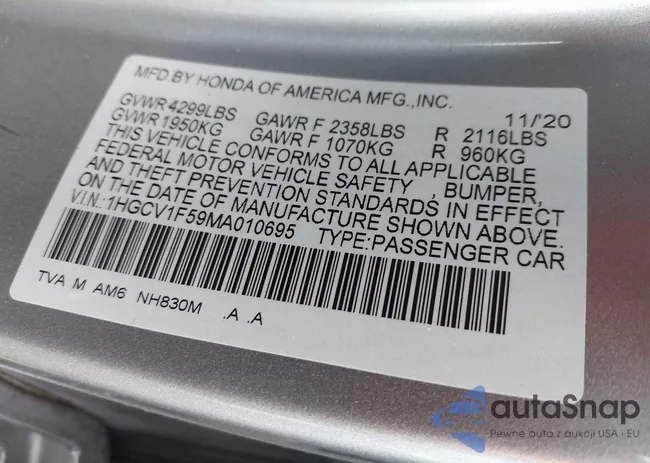 MFD.BY HONDA OF AMERICA MFG.,INC. 11/'20
GVWR 4299LBS GAWR F 2358LBS R 2116LBS
GVWR 1950KG GAWR F 1070KG R 960KG
THIS VEHICLE CONFORMS TO ALL APPLICABLE
FEDERAL MOTOR VEHICLE SAFETY , BUMPER,
AND THEFT PREVENTION STANDARDS IN EFFECT
ON THE DATE OF MANUFACTURE SHOWN ABOVE.
V.I.N.:1HGCV1F59MA010695 TYPE:PASSENGER CAR
TVA M AM6 NH830M .A .A
autaSnap
Pewne auta z aukcji USA i EU